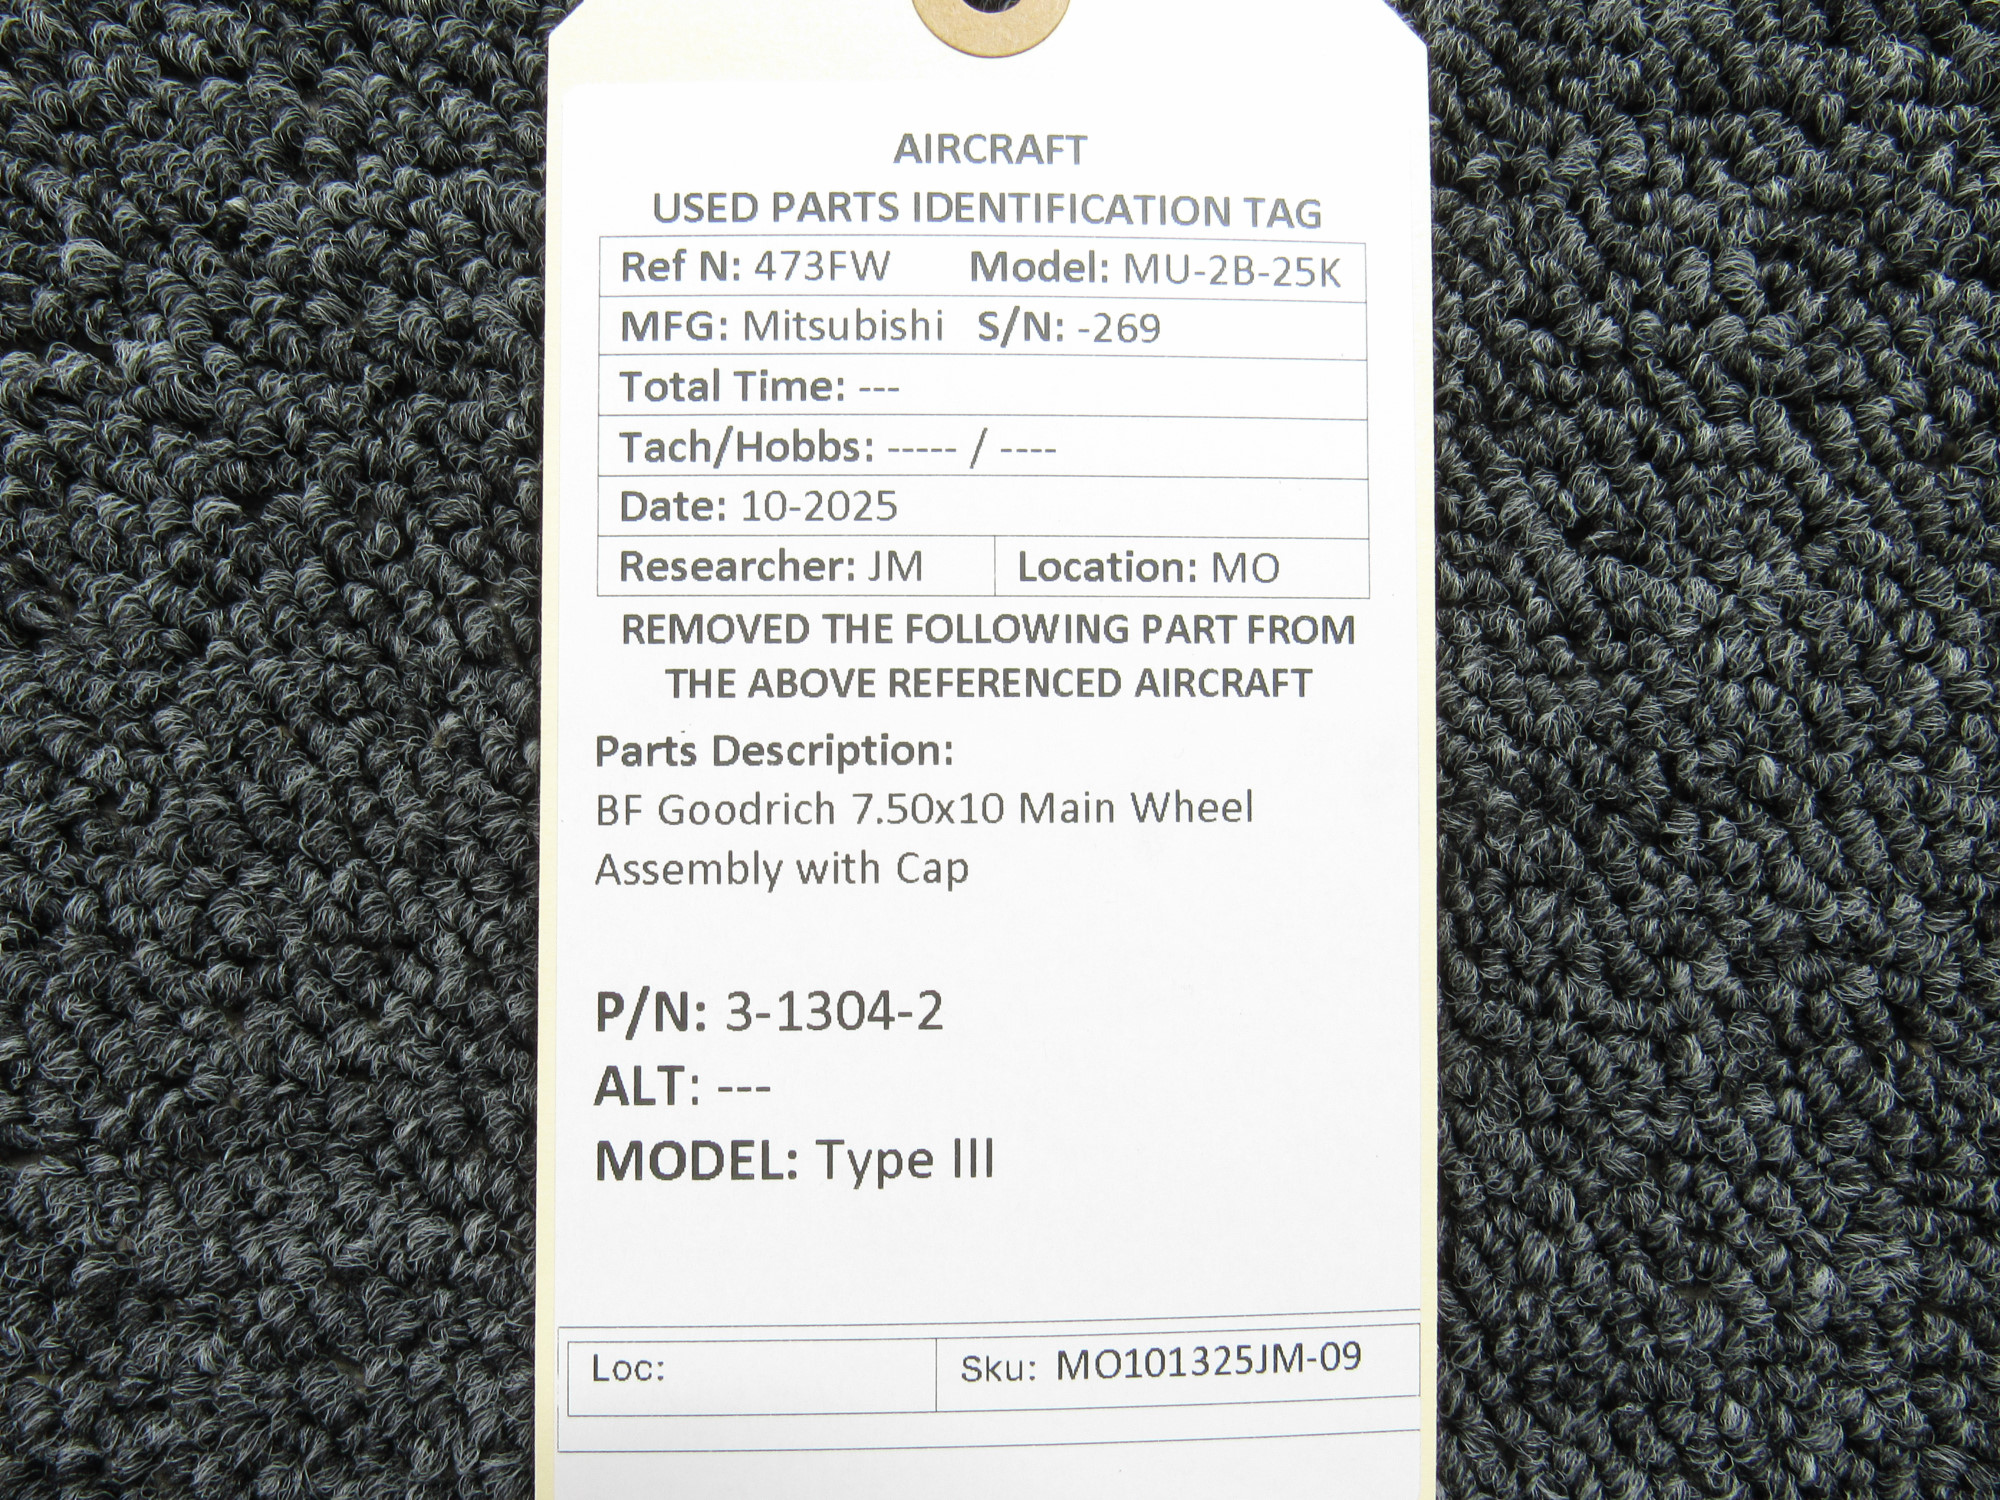 AIRCRAFT
USED PARTS IDENTIFICATION TAG
Ref N: 473FW Model: MU-2B-25K
MFG: Mitsubishi S/N: -269
Total Time: ---
Tach/Hobbs: ----- / ----
Date: 10-2025
Researcher: JM Location: MO
REMOVED THE FOLLOWING PART FROM
THE ABOVE REFERENCED AIRCRAFT
Parts Description:
BF Goodrich 7.50x10 Main Wheel
Assembly with Cap
P/N: 3-1304-2
ALT: ---
MODEL: Type III
Loc: Sku: MO101325JM-09